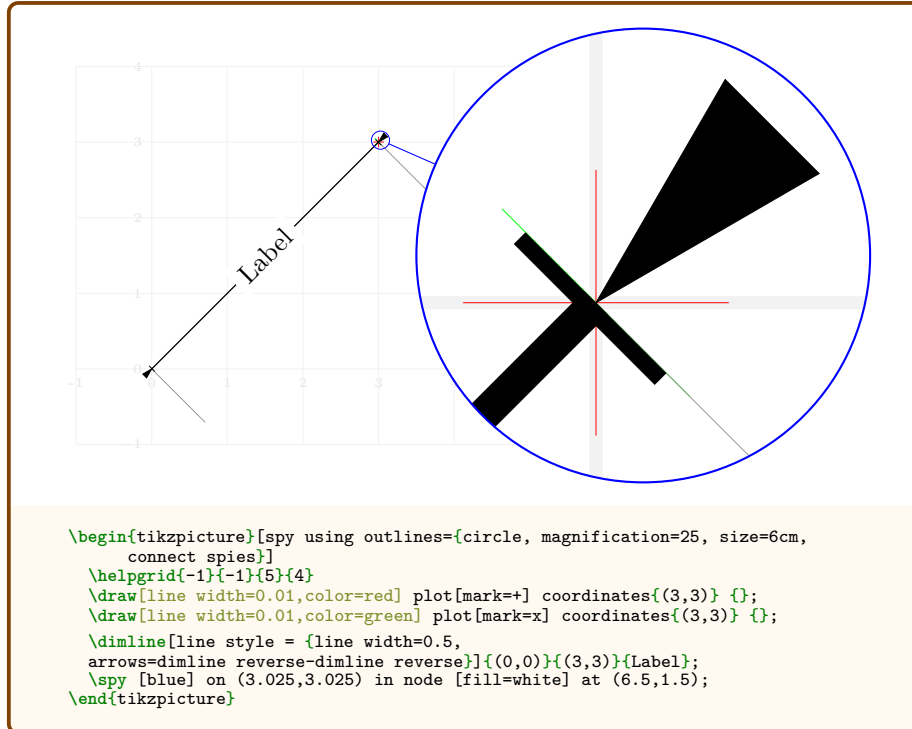 4
3
2
Label
1
0
-1
0
2
3
-1
\begin{tikzpicture}[spy using outlines={circle, magnification=25, size=6cm,
connect spies}]
\helpgrid{-1}{-1}{5}{4}
\draw[line width=0.01,color=red] plot[mark=+] coordinates{(3,3)} {};
\draw[line width=0.01,color=green] plot[mark=x] coordinates{(3,3)} {};
\dimline[line style = {line width=0.5,
arrows=dimline reverse-dimline reverse}]{(0,0)}{(3,3)}{Label};
\spy [blue] on (3.025,3.025) in node [fill=white] at (6.5,1.5);
\end{tikzpicture}